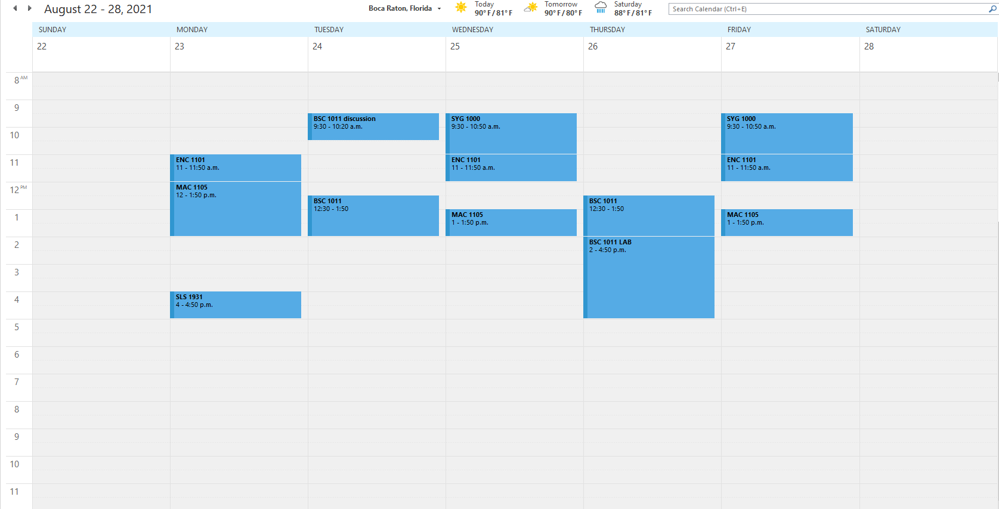 August 22 - 28, 2021
Boca Raton, Florida
Today
90° F / 81° F
Tomorrow
90° F / 80° F
Saturday
88° F / 81° F
Search Calendar (Ctrl+E)
SUNDAY MONDAY TUESDAY WEDNESDAY THURSDAY FRIDAY SATURDAY
22 23 24 25 26 27 28
8 AM
9
10
11
12 PM
1
2
3
4
5
6
7
8
9
10
11
ENC 1101
11 - 11:50 a.m.
MAC 1105
12 - 1:50 p.m.
SLS 1931
4 - 4:50 p.m.
BSC 1011 discussion
9:30 - 10:20 a.m.
BSC 1011
12:30 - 1:50
SYG 1000
9:30 - 10:50 a.m.
ENC 1101
11 - 11:50 a.m.
MAC 1105
1 - 1:50 p.m.
BSC 1011
12:30 - 1:50
BSC 1011 LAB
2 - 4:50 p.m.
SYG 1000
9:30 - 10:50 a.m.
ENC 1101
11 - 11:50 a.m.
MAC 1105
1 - 1:50 p.m.